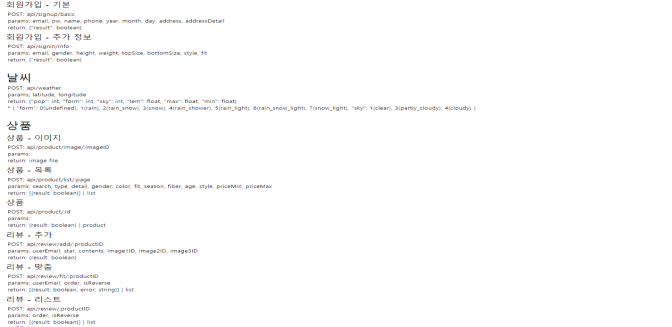 회원가입 - 기본
POST: api/signup/basic
params: email, pw, name, phone, year, month, day, address, addressDetail
return: {"result": boolean}
회원가입 - 추가 정보
POST: api/signin/info
params: email, gender, height, weight, topSize, bottomSize, style, fit
return: {"result": boolean}
날씨
POST: api/weather
params: latitude, longitude
return: {"pop": int, "form": int, "sky": int, "tem": float, "max": float, "min": float}
* { "form": 0(undefined), 1(rain), 2(rain_snow), 3(snow), 4(rain_shower), 5(rain_light), 6(rain_snow_light), 7(snow_light), "sky": 1(clear), 3(partly_cloudy), 4(cloudy) }
상품
상품 - 이미지
POST: api/product/image/:imageID
params:
return: image file
상품 - 목록
POST: api/product/list/:page
params: search, type, detail, gender, color, fit, season, fiber, age, style, priceMin, priceMax
return: [{result: boolean}] | list
상품
POST: api/product/:id
params:
return: {result: boolean} | product
리뷰 - 추가
POST: api/review/add/:productID
params: userEmail, star, contents, image1ID, image2ID, image3ID
return: {result: boolean}
리뷰 - 맞춤
POST: api/review/fit/:productID
params: userEmail, order, isReverse
return: [{result: boolean, error: string}] | list
리뷰 - 리스트
POST: api/review/:productID
params: order, isReverse
return: [{result: boolean}] | list